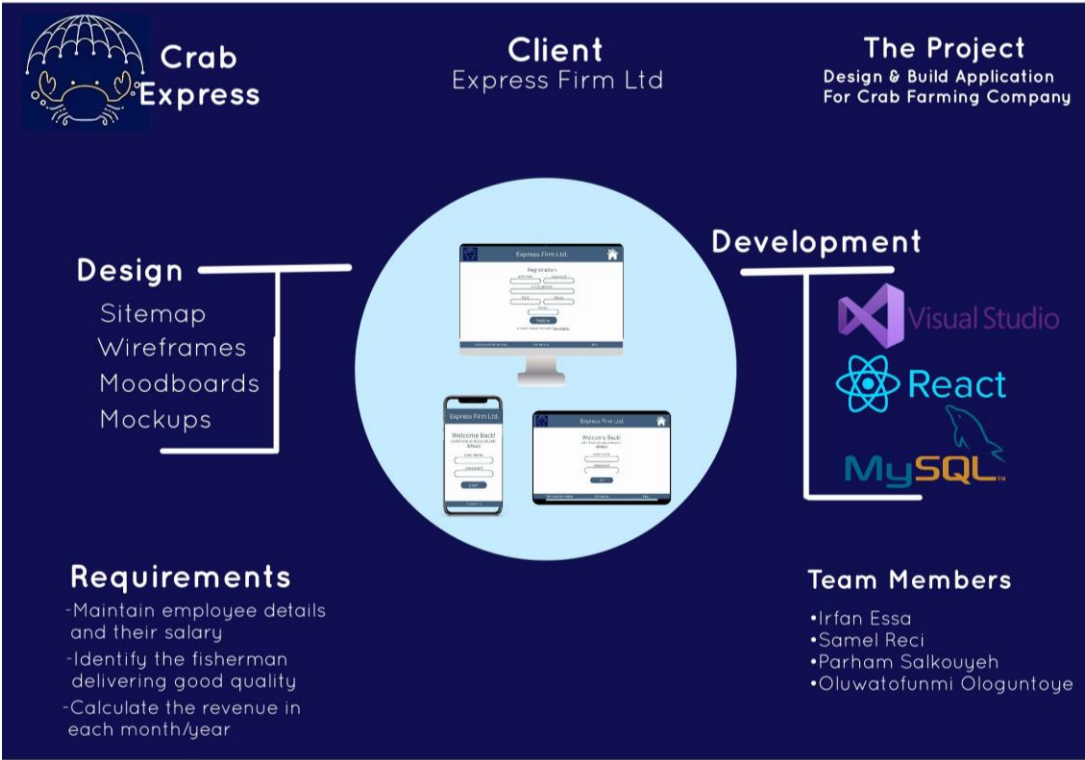 Crab
Express
Client
Express Firm Ltd
The Project
Design & Build Application
For Crab Farming Company
Design
Sitemap
Wireframes
Moodboards
Mockups
Express Firm Ltd.
Registration
Register
Express Firm Ltd.
Welcome Back!
Express Firm Ltd.
Welcome Back!
Development
Visual Studio
React
MySQL
Requirements
-Maintain employee details
and their salary
-Identify the fisherman
delivering good quality
-Calculate the revenue in
each month/year
Team Members
•Irfan Essa
•Samel Reci
•Parham Salkouyeh
•Oluwatofunmi Ologuntoye